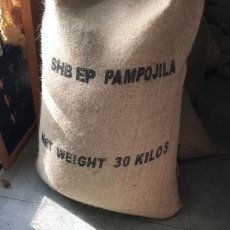 SHB EP PAMPOJILA
NET WEIGHT 30 KILOS